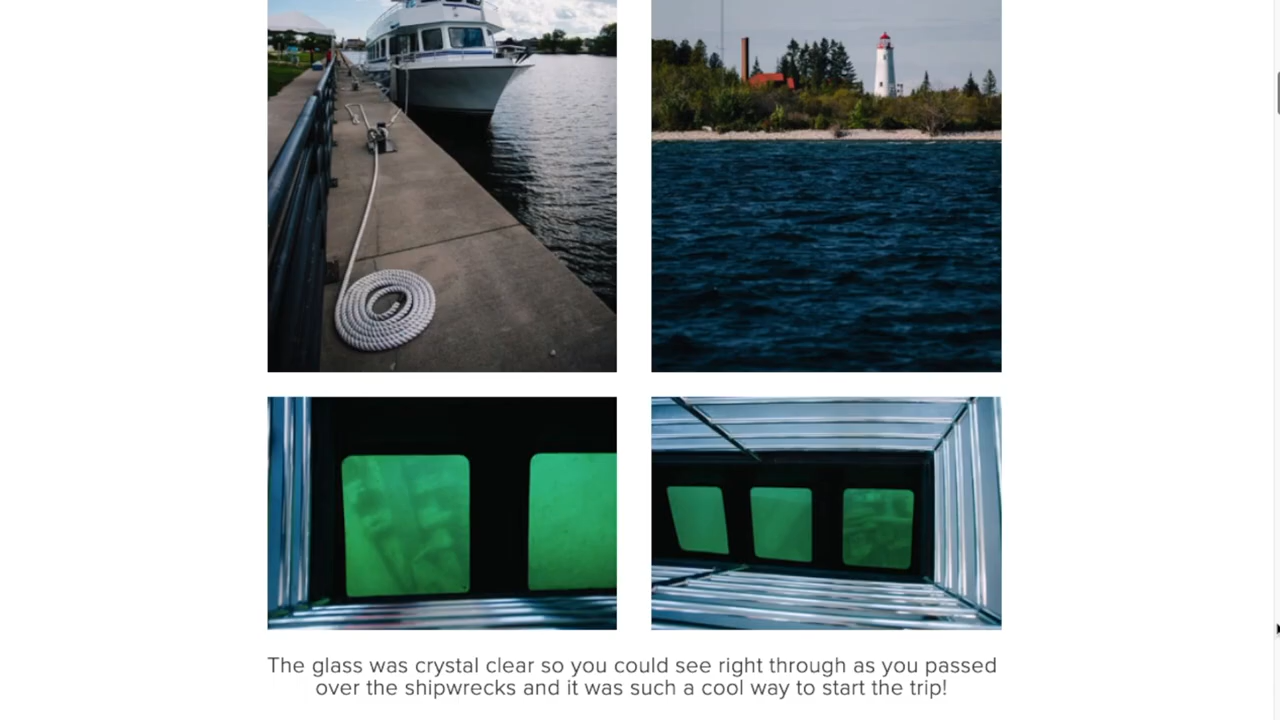 The glass was crystal clear so you could see right through as you passed
over the shipwrecks and it was such a cool way to start the trip!